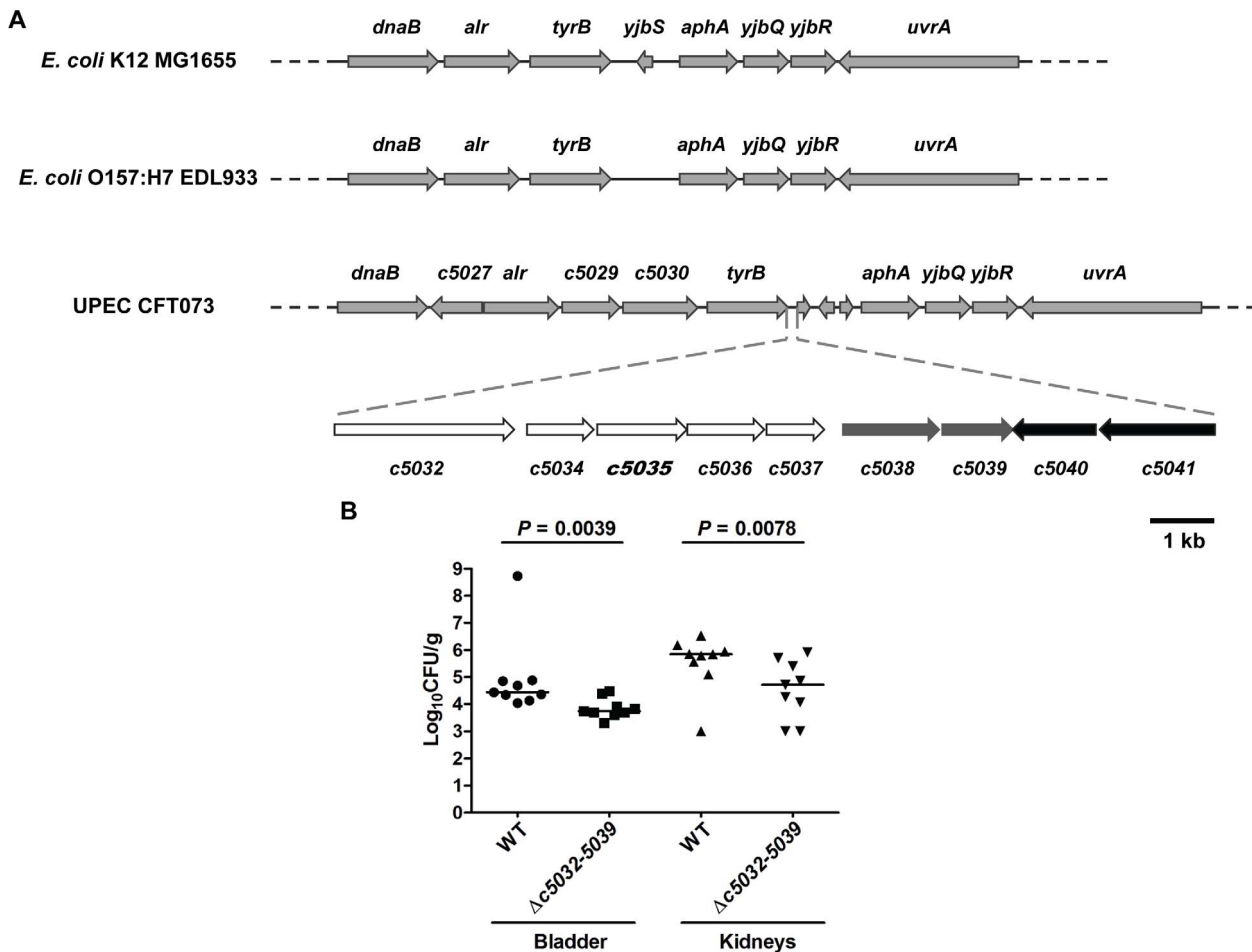 A
dnaB alr tyrB yjbS aphA yjbQ yjbR uvrA
E. coli K12 MG1655
dnaB alr tyrB aphA yjbQ yjbR uvrA
E. coli O157:H7 EDL933
dnaB c5027 alr c5029 c5030 tyrB aphA yjbQ yjbR uvrA
UPEC CFT073
c5032 c5034 c5035 c5036 c5037 c5038 c5039 c5040 c5041
1 kb
B
P = 0.0039 P = 0.0078
Log₁₀CFU/g
9
8
7
6
5
4
3
2
1
0
WT Δc5032-5039 WT Δc5032-5039
Bladder Kidneys